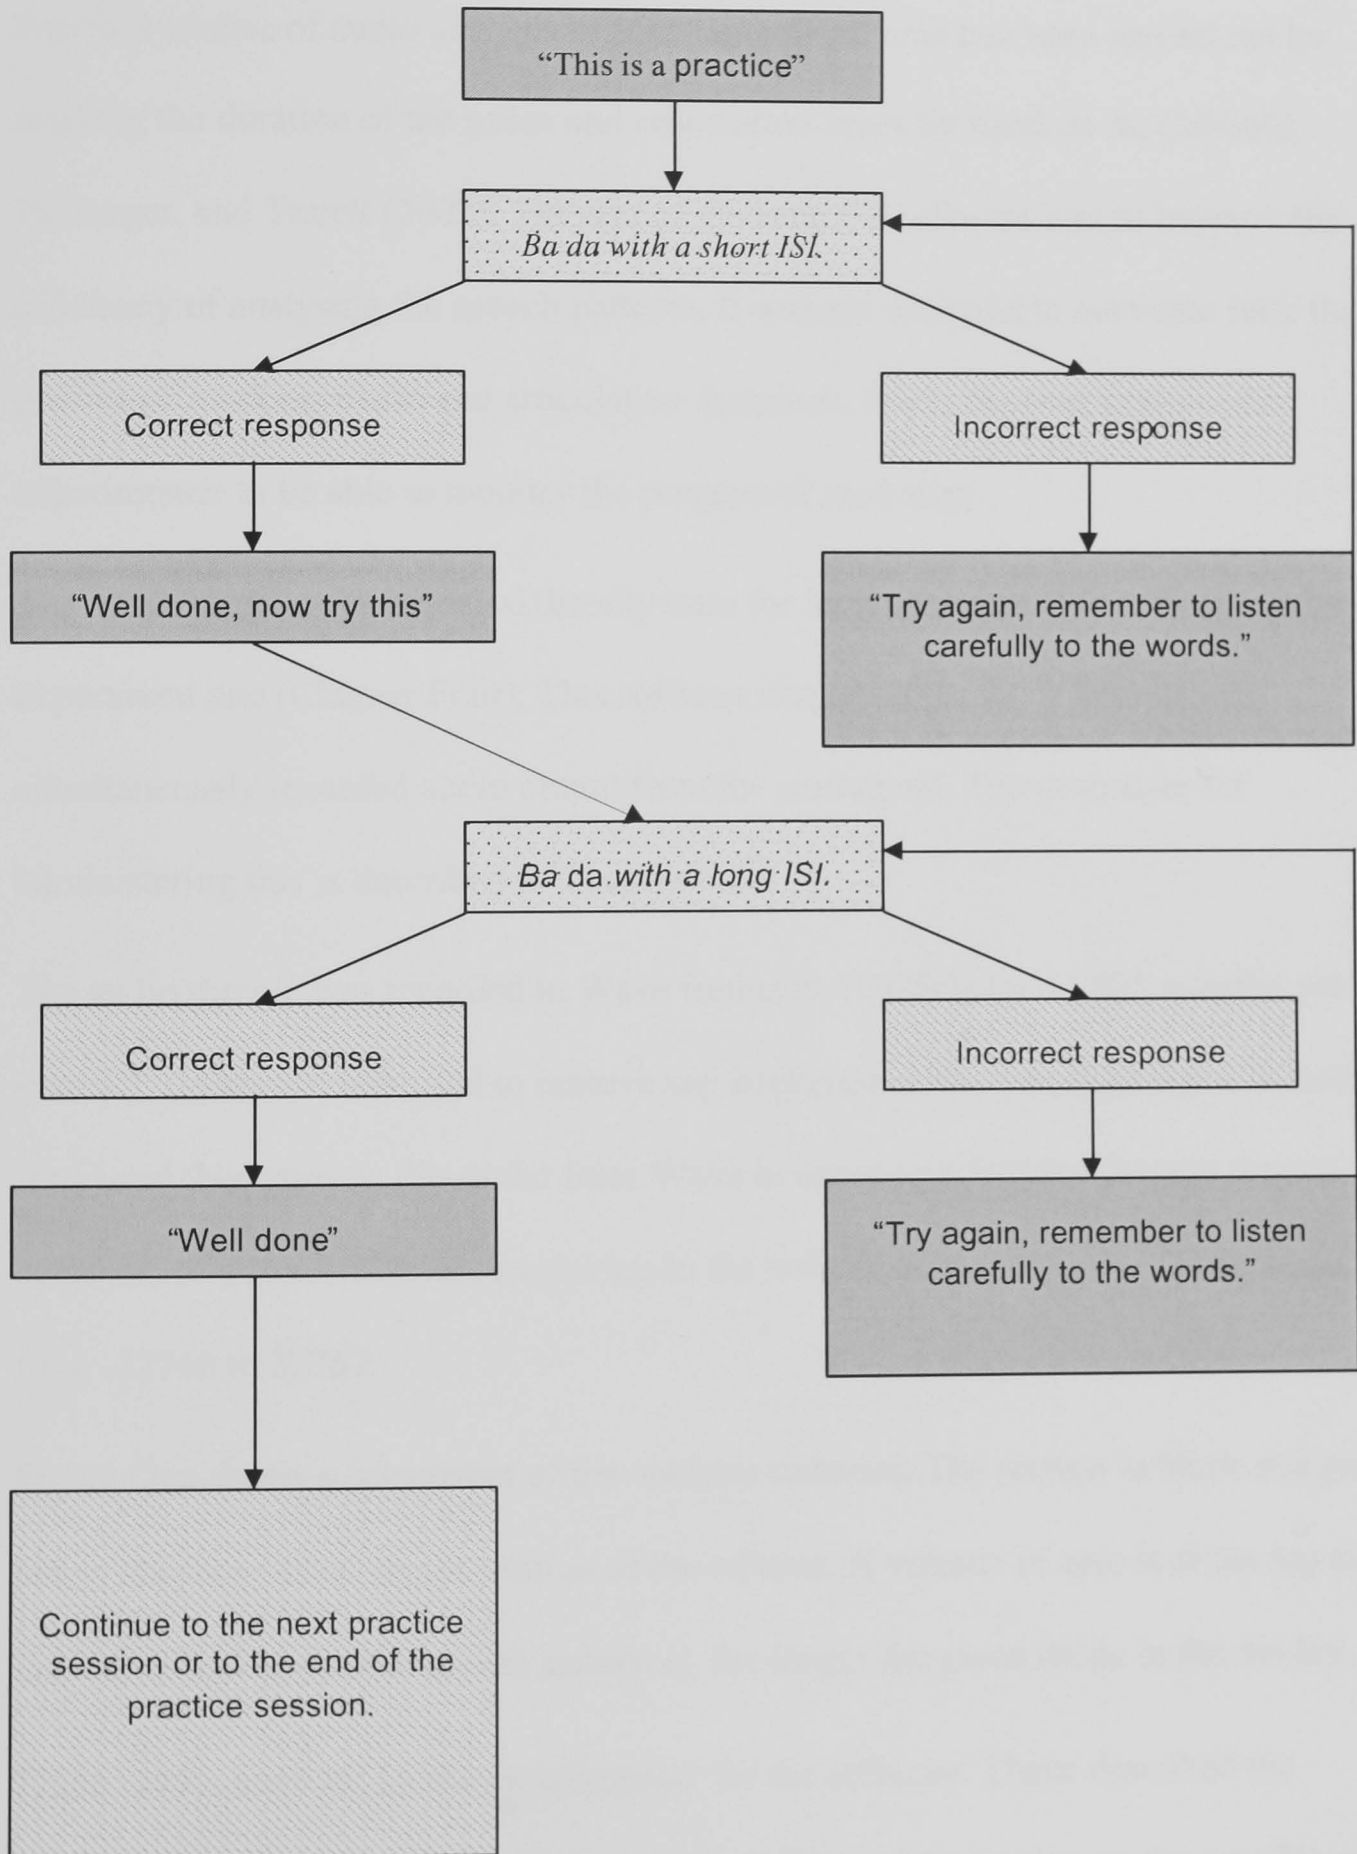 “This is a practice”
Ba da with a short ISI.
Correct response
Incorrect response
“Well done, now try this”
“Try again, remember to listen
carefully to the words.”
Ba da with a long ISI.
Correct response
Incorrect response
“Well done”
“Try again, remember to listen
carefully to the words.”
Continue to the next practice
session or to the end of the
practice session.